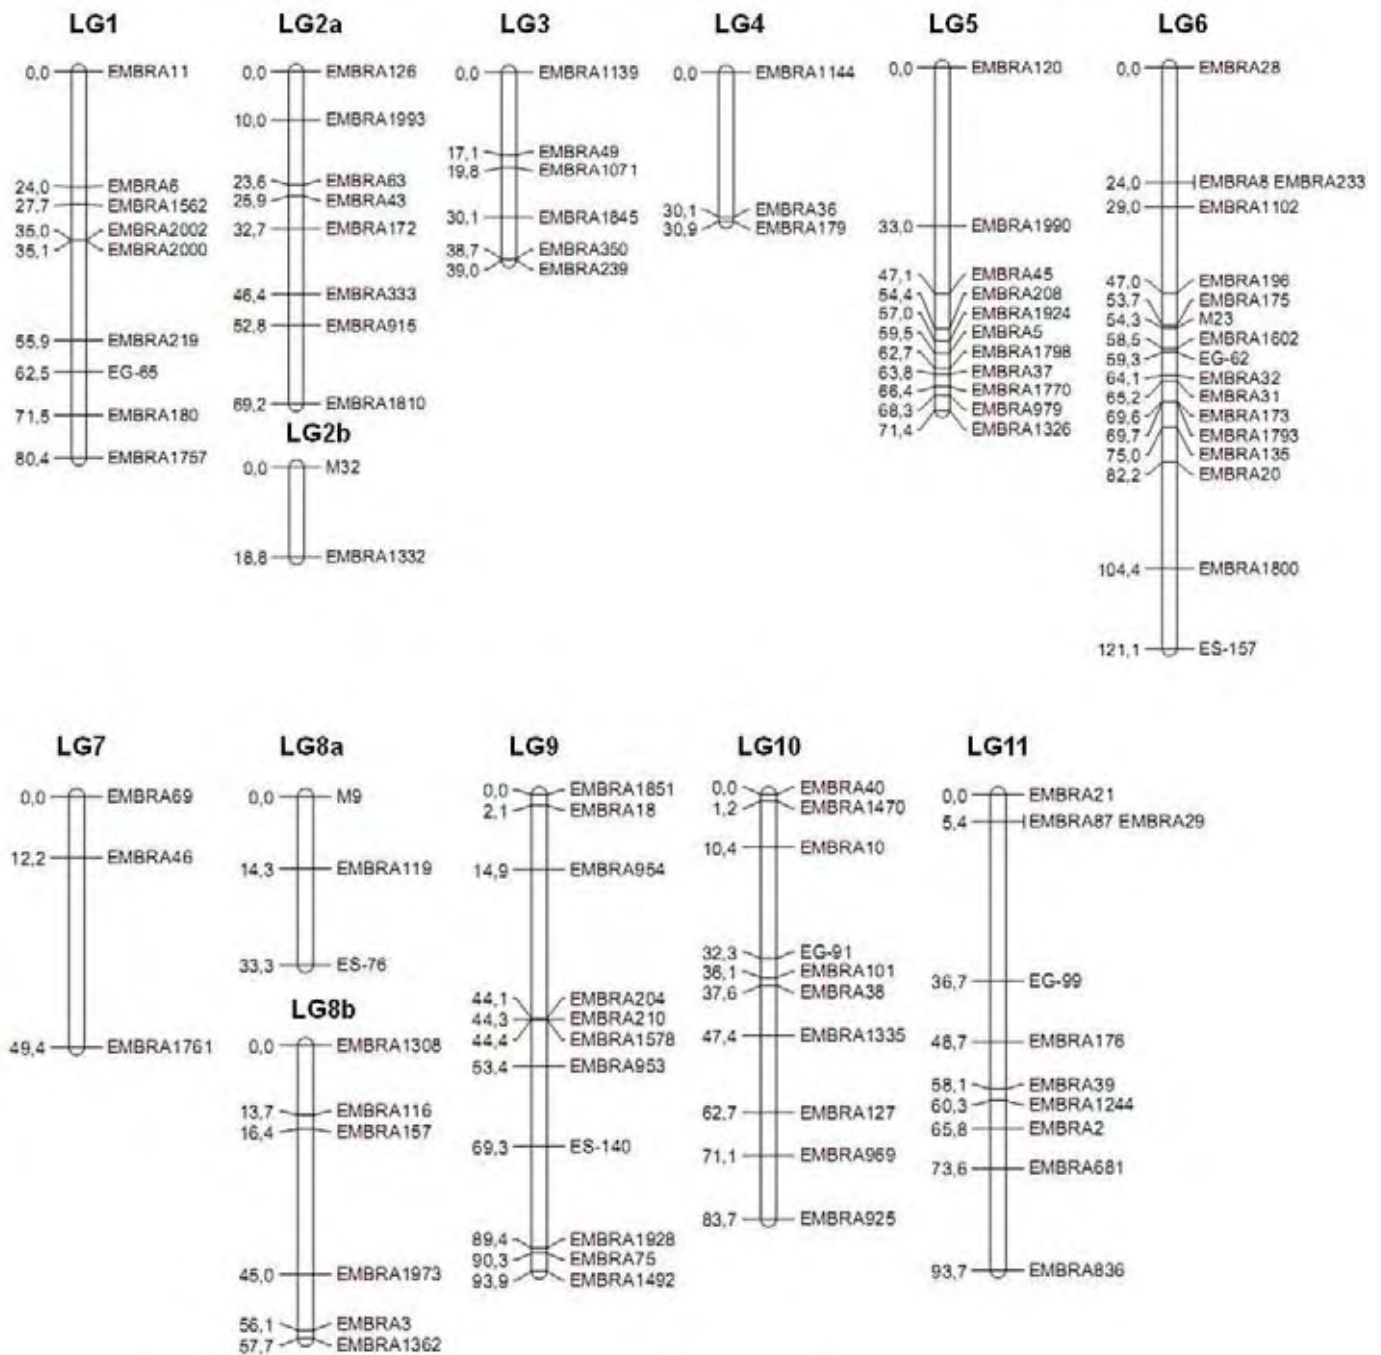 LG1
0,0 EMBRA11
24,0 EMBRA6
27,7 EMBRA1562
35,0 EMBRA2002
35,1 EMBRA2000
55,9 EMBRA219
62,5 EG-65
71,5 EMBRA180
80,4 EMBRA1757
LG2a
0,0 EMBRA126
10,0 EMBRA1993
23,6 EMBRA63
25,9 EMBRA43
32,7 EMBRA172
46,4 EMBRA333
52,8 EMBRA915
69,2 EMBRA1810
LG2b
0,0 M32
18,8 EMBRA1332
LG3
0,0 EMBRA1139
17,1 EMBRA49
19,8 EMBRA1071
30,1 EMBRA1845
38,7 EMBRA350
39,0 EMBRA239
LG4
0,0 EMBRA1144
30,1 EMBRA36
30,9 EMBRA179
LG5
0,0 EMBRA120
33,0 EMBRA1990
47,1 EMBRA45
54,4 EMBRA208
57,0 EMBRA1924
59,5 EMBRA5
62,7 EMBRA1798
63,8 EMBRA37
66,4 EMBRA1770
68,3 EMBRA979
71,4 EMBRA1326
LG6
0,0 EMBRA28
24,0 EMBRA8 EMBRA233
29,0 EMBRA1102
47,0 EMBRA196
53,7 EMBRA175
54,3 M23
58,5 EMBRA1602
59,3 EG-62
64,1 EMBRA32
65,2 EMBRA31
69,6 EMBRA173
69,7 EMBRA1793
75,0 EMBRA135
82,2 EMBRA20
104,4 EMBRA1800
121,1 ES-157
LG7
0,0 EMBRA69
12,2 EMBRA46
49,4 EMBRA1761
LG8a
0,0 M9
14,3 EMBRA119
33,3 ES-76
LG8b
0,0 EMBRA1308
13,7 EMBRA116
16,4 EMBRA157
45,0 EMBRA1973
56,1 EMBRA3
57,7 EMBRA1362
LG9
0,0 EMBRA1851
2,1 EMBRA18
14,9 EMBRA954
44,1 EMBRA204
44,3 EMBRA210
44,4 EMBRA1578
53,4 EMBRA953
69,3 ES-140
89,4 EMBRA1928
90,3 EMBRA75
93,9 EMBRA1492
LG10
0,0 EMBRA40
1,2 EMBRA1470
10,4 EMBRA10
32,3 EG-91
36,1 EMBRA101
37,6 EMBRA38
47,4 EMBRA1335
62,7 EMBRA127
71,1 EMBRA969
83,7 EMBRA925
LG11
0,0 EMBRA21
5,4 EMBRA87 EMBRA29
36,7 EG-99
48,7 EMBRA176
58,1 EMBRA39
60,3 EMBRA1244
65,8 EMBRA2
73,6 EMBRA681
93,7 EMBRA836